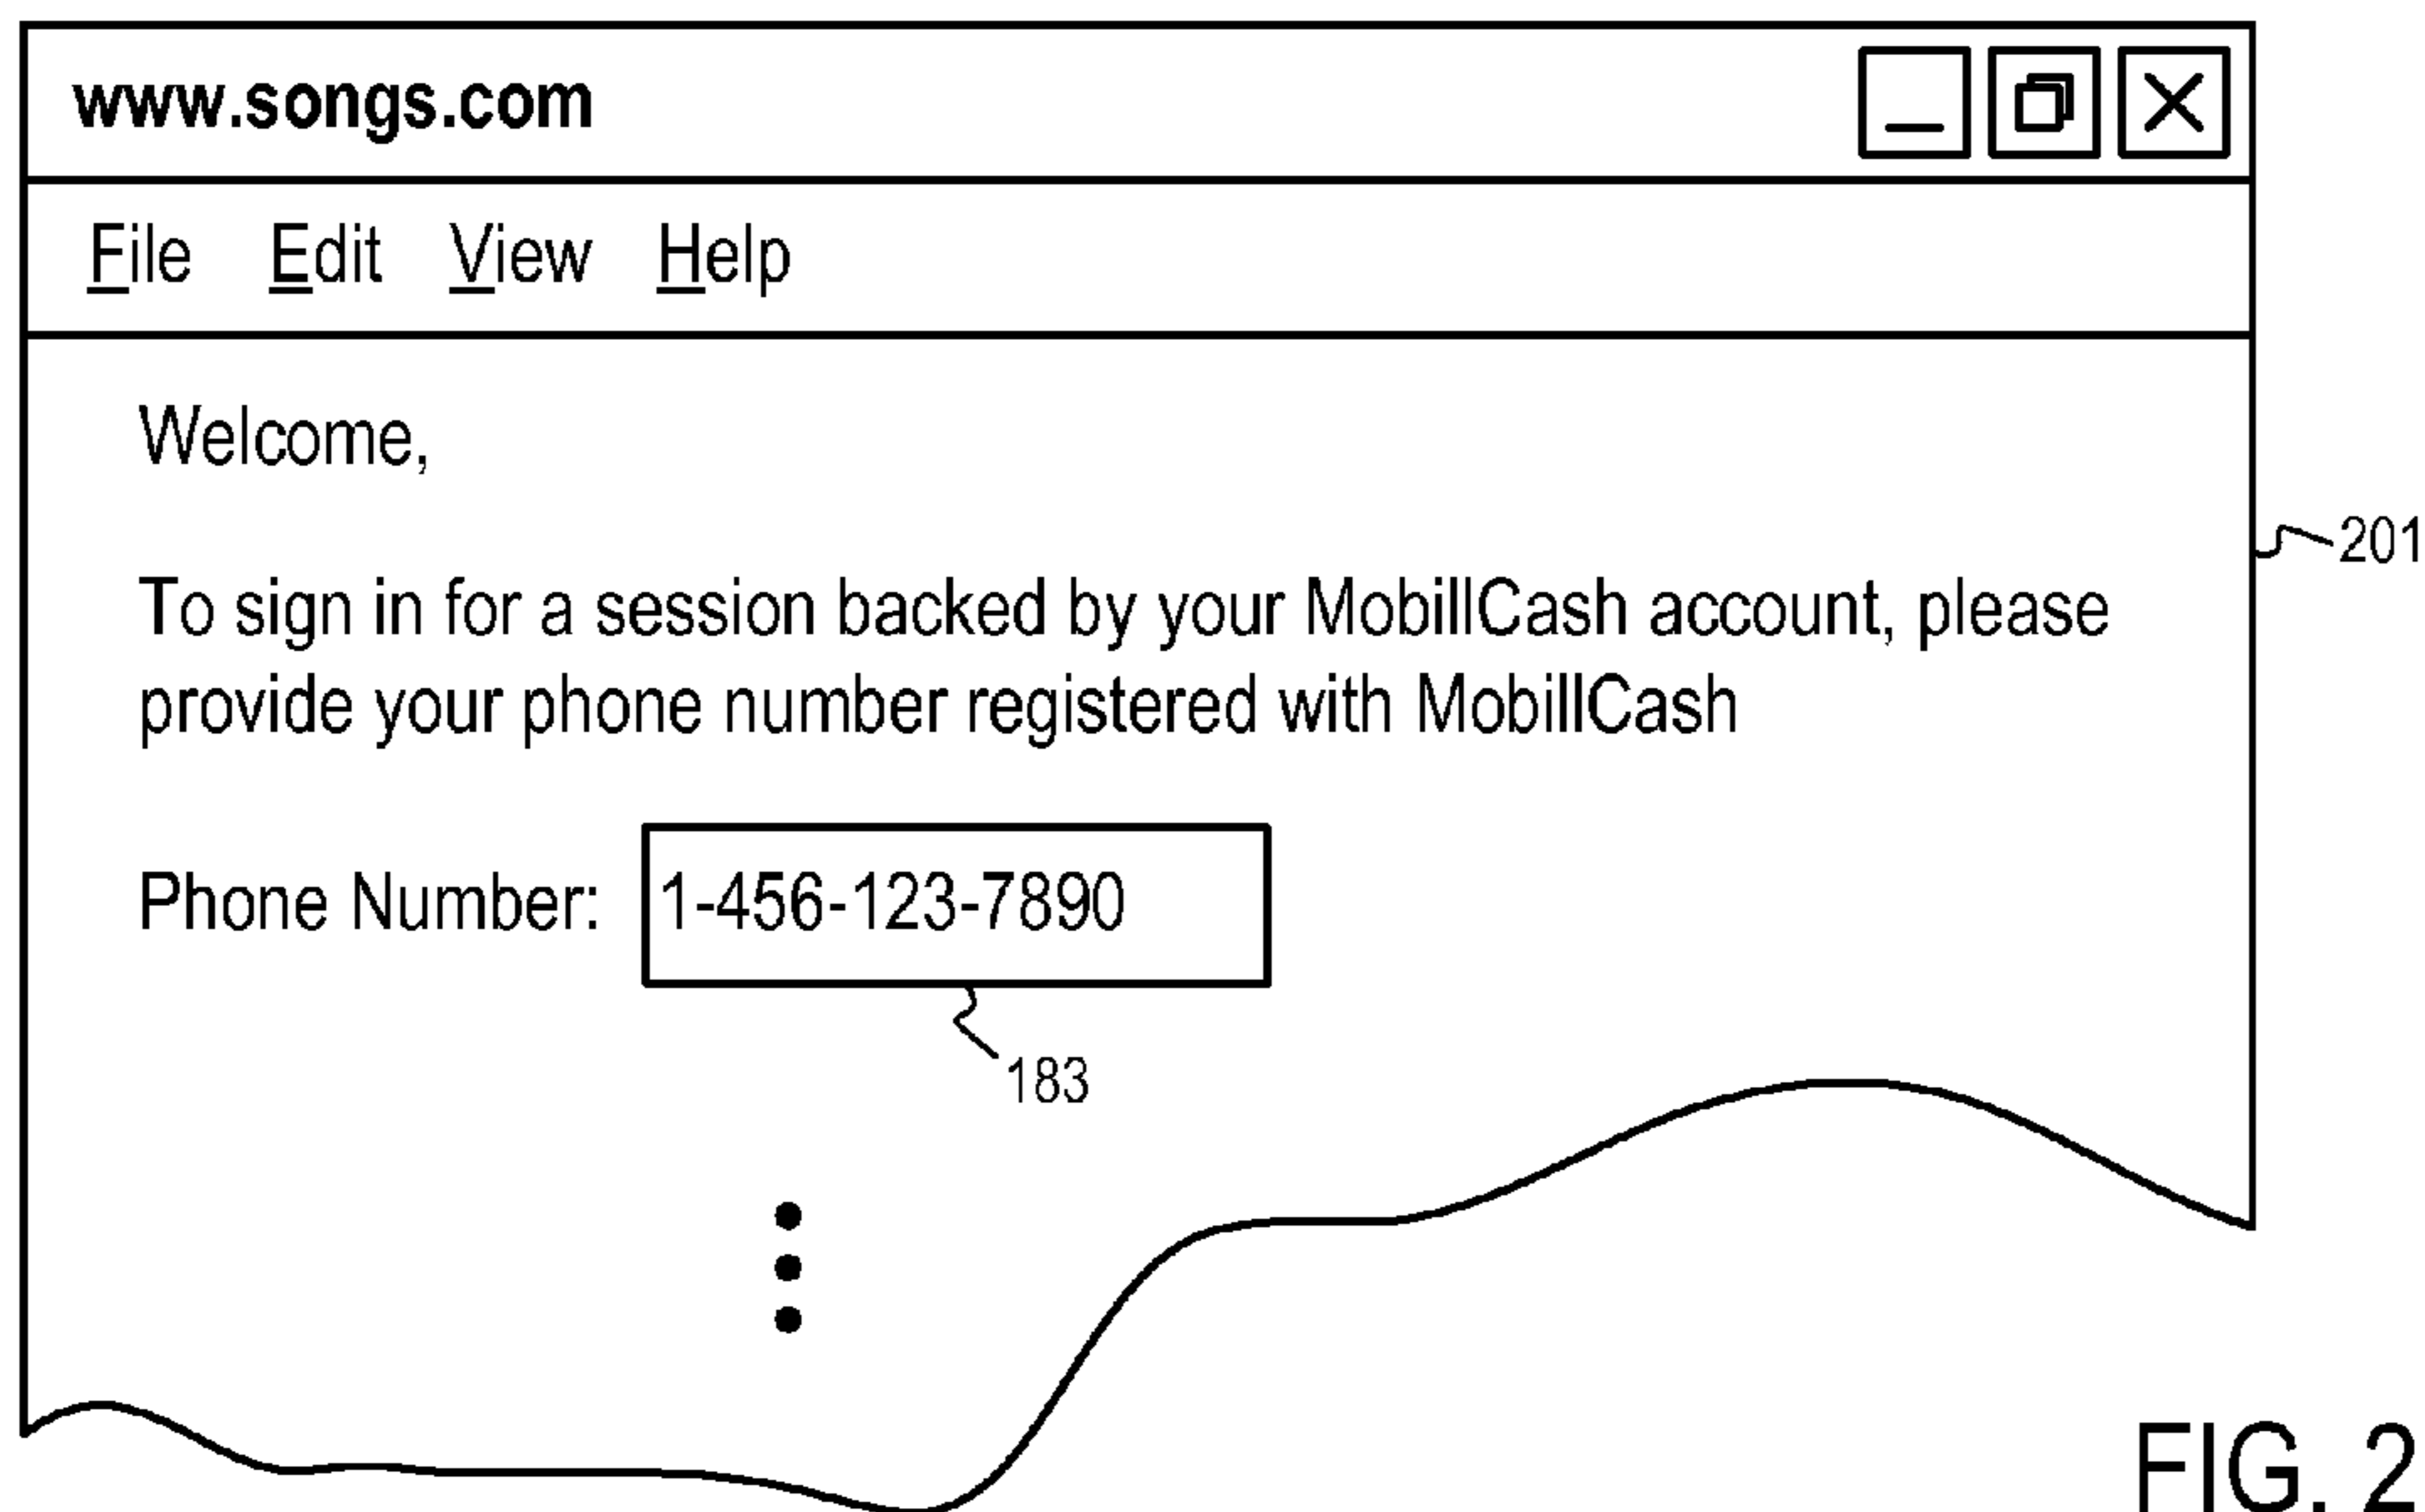 www.songs.com
File Edit View Help
Welcome,
To sign in for a session backed by your MobillCash account, please
provide your phone number registered with MobillCash
Phone Number: 1-456-123-7890
201
183
FIG. 2